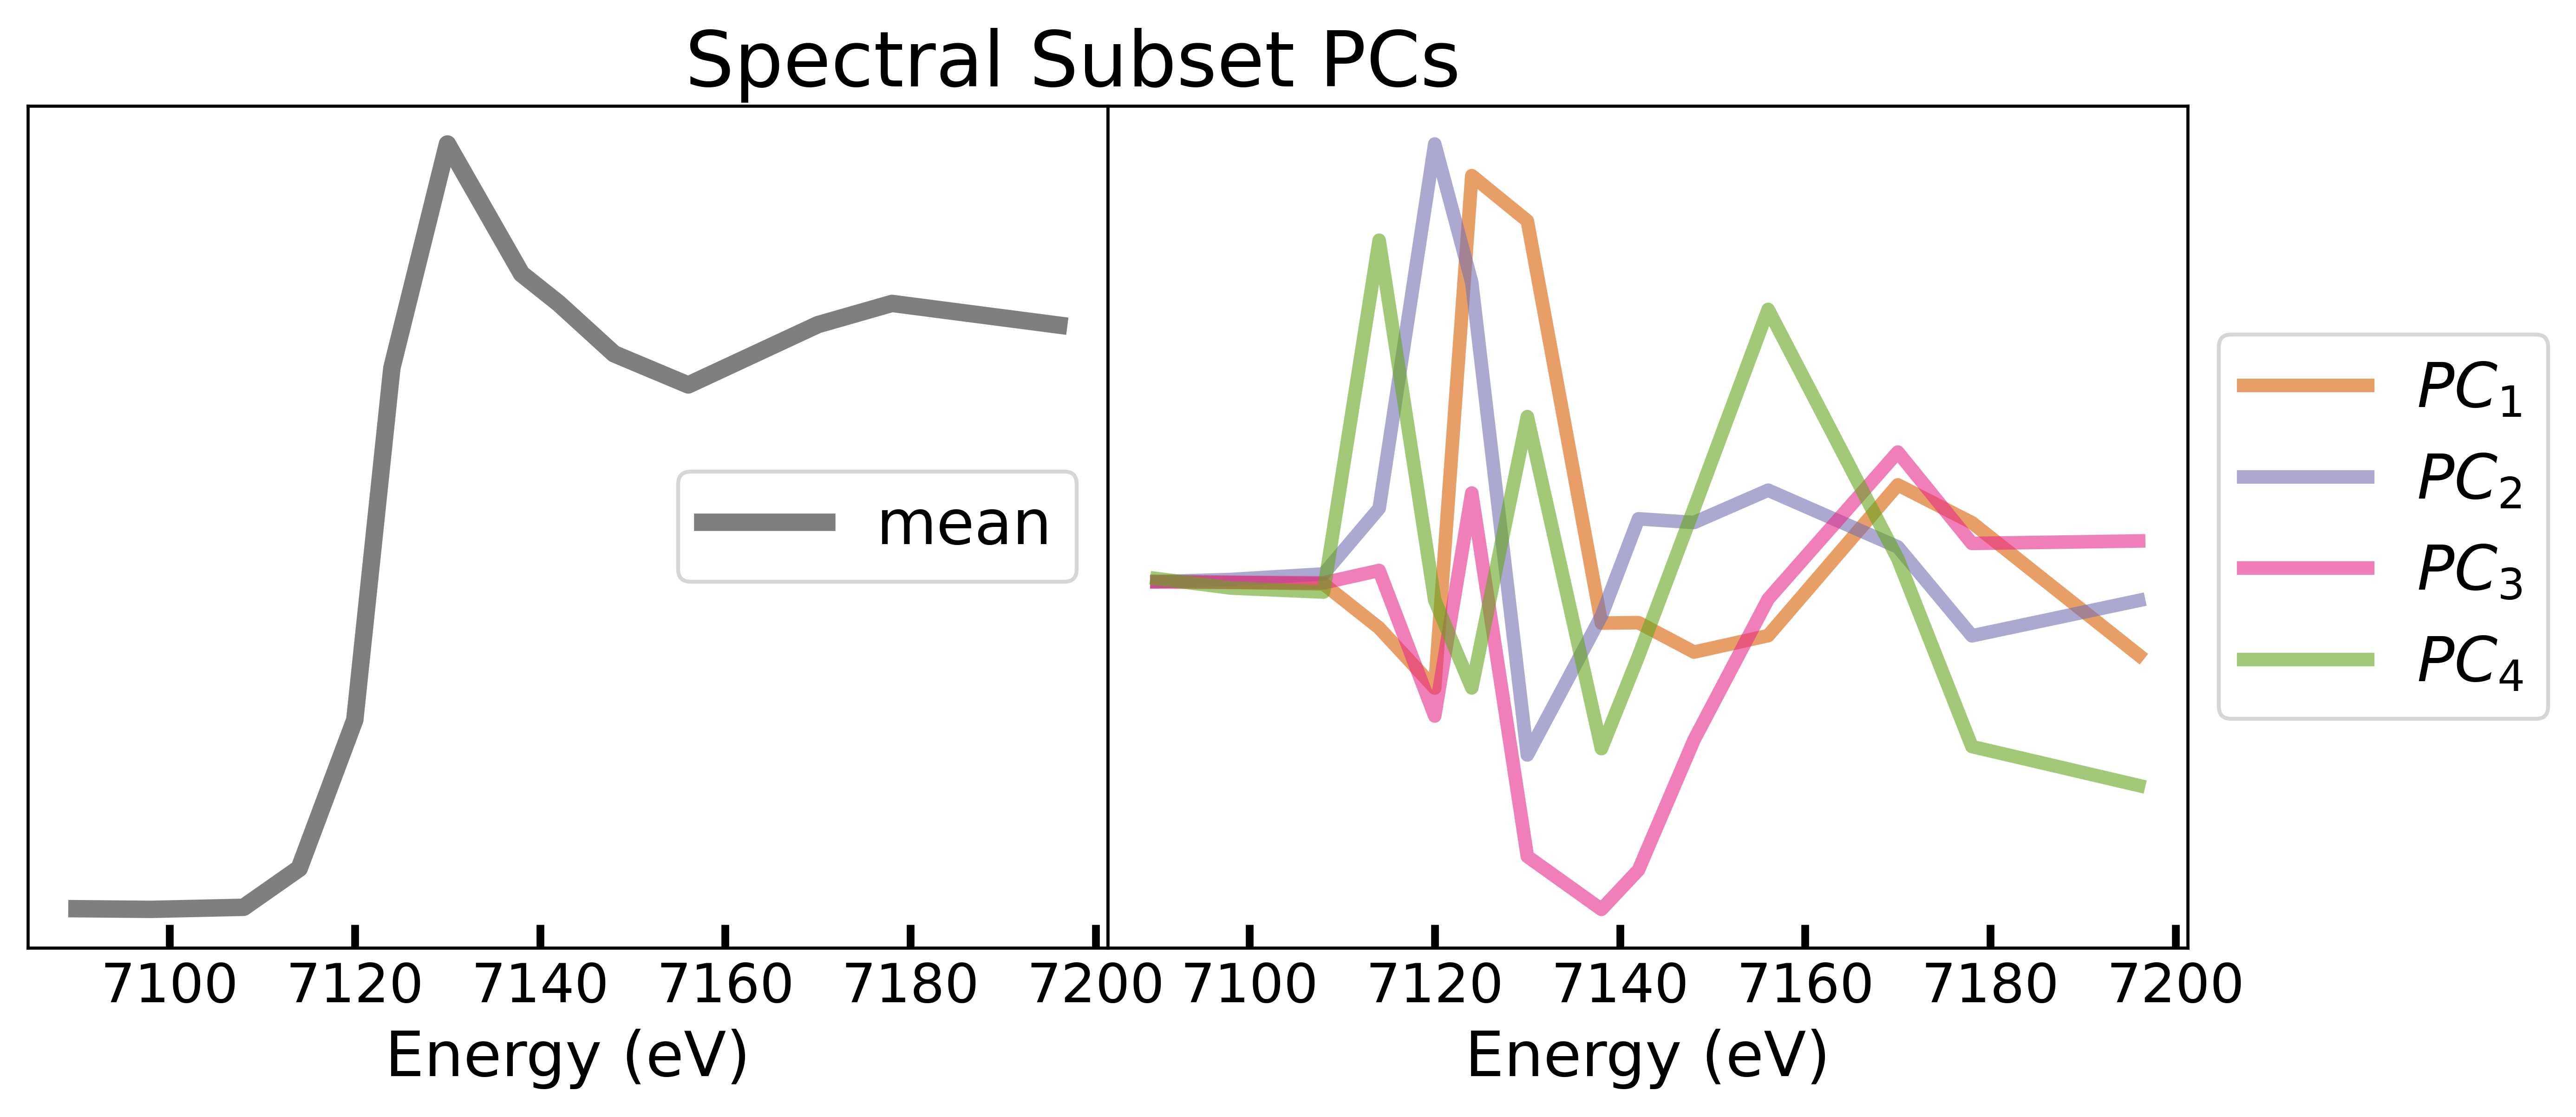 Spectral Subset PCs
mean
PC₁
PC₂
PC₃
PC₄
7100 7120 7140 7160 7180 7200 7100 7120 7140 7160 7180 7200
Energy (eV) Energy (eV)